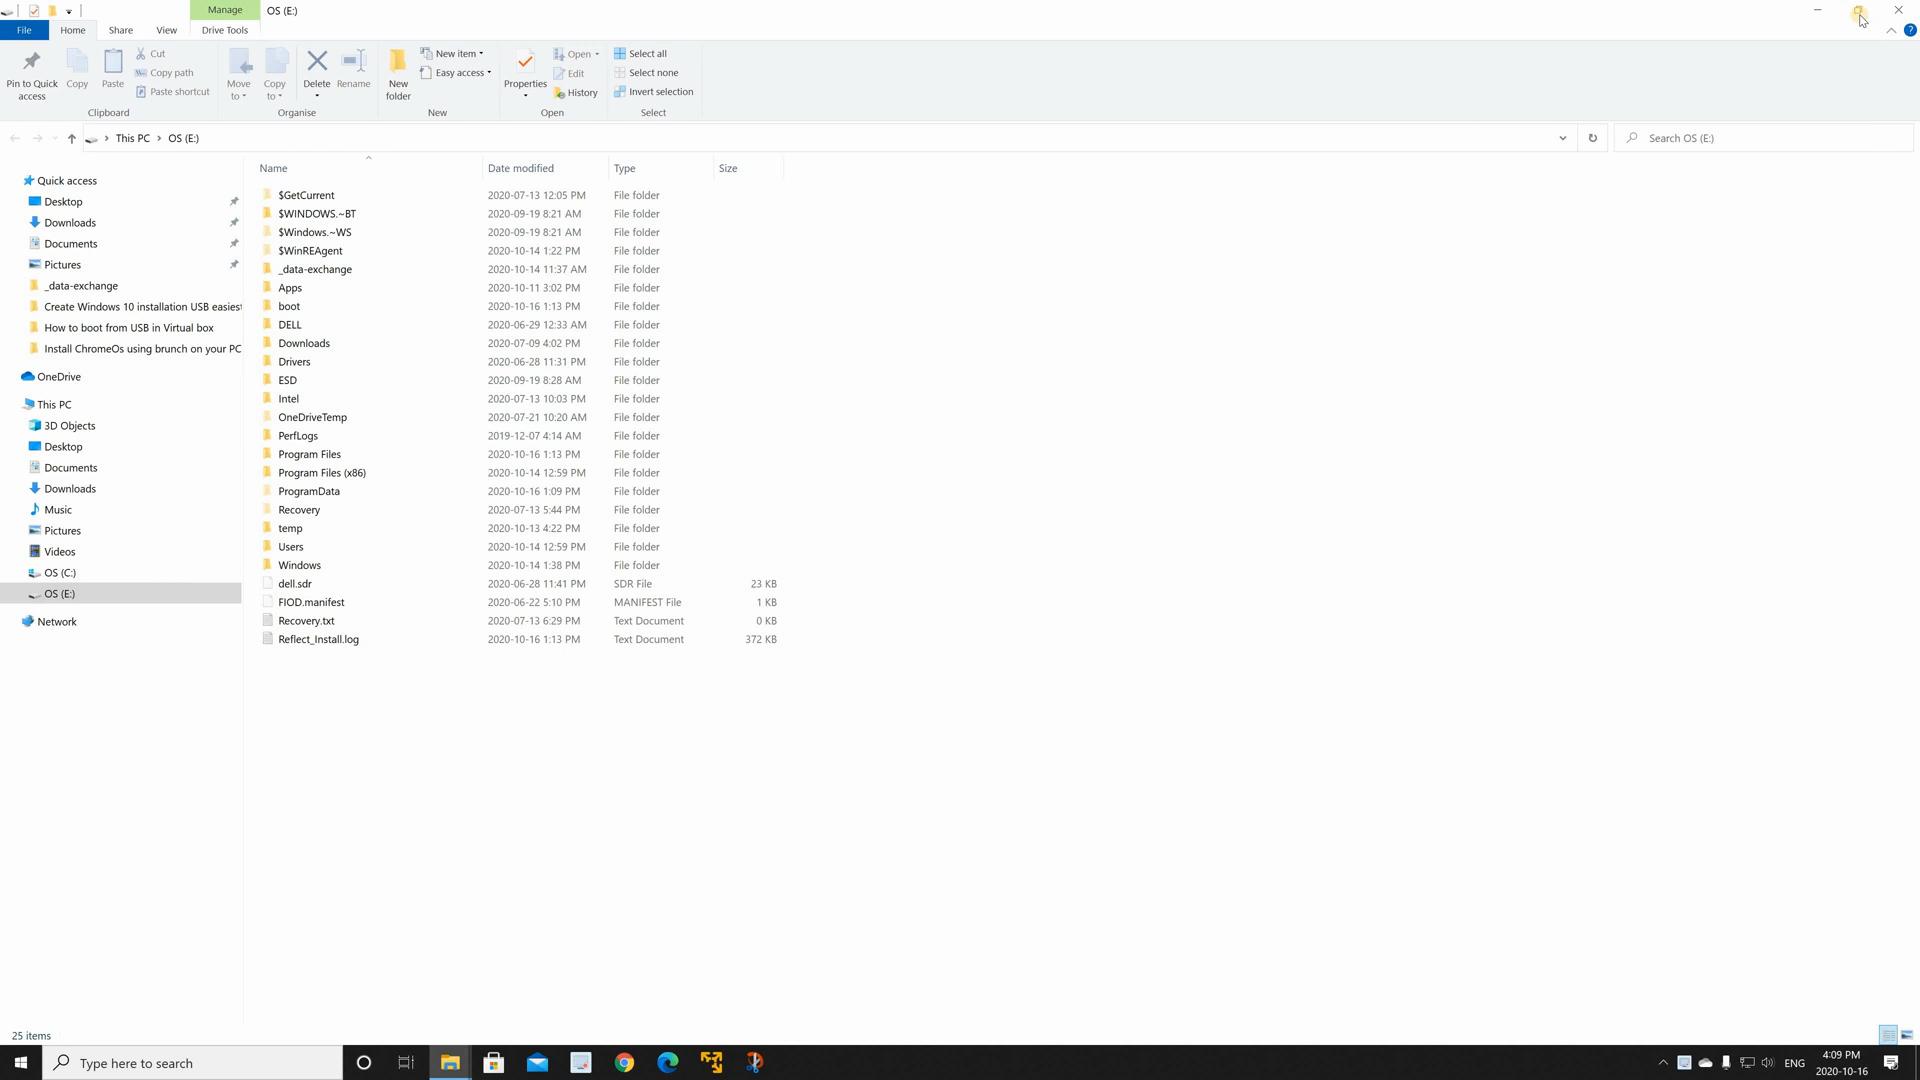 Manage
OS (E:)
File
Home
Share
View
Drive Tools
Pin to Quick access
Copy
Paste
Cut
Copy path
Paste shortcut
Clipboard
Move to
Copy to
Delete
Rename
Organise
New folder
New item
Easy access
New
Properties
Open
Edit
History
Open
Select all
Select none
Invert selection
Select
This PC
OS (E:)
Search OS (E:)
Name Date modified Type Size
Quick access
Desktop
Downloads
Documents
Pictures
_data-exchange
Create Windows 10 installation USB easiest
How to boot from USB in Virtual box
Install ChromeOs using brunch on your PC
OneDrive
This PC
3D Objects
Desktop
Documents
Downloads
Music
Pictures
Videos
OS (C:)
OS (E:)
Network
$GetCurrent 2020-07-13 12:05 PM File folder
$WINDOWS.~BT 2020-09-19 8:21 AM File folder
$Windows.~WS 2020-09-19 8:21 AM File folder
$WinREAgent 2020-10-14 1:22 PM File folder
_data-exchange 2020-10-14 11:37 AM File folder
Apps 2020-10-11 3:02 PM File folder
boot 2020-10-16 1:13 PM File folder
DELL 2020-06-29 12:33 AM File folder
Downloads 2020-07-09 4:02 PM File folder
Drivers 2020-06-28 11:31 PM File folder
ESD 2020-09-19 8:28 AM File folder
Intel 2020-07-13 10:03 PM File folder
OneDriveTemp 2020-07-21 10:20 AM File folder
PerfLogs 2019-12-07 4:14 AM File folder
Program Files 2020-10-16 1:13 PM File folder
Program Files (x86) 2020-10-14 12:59 PM File folder
ProgramData 2020-10-16 1:09 PM File folder
Recovery 2020-07-13 5:44 PM File folder
temp 2020-10-13 4:22 PM File folder
Users 2020-10-14 12:59 PM File folder
Windows 2020-10-14 1:38 PM File folder
dell.sdr 2020-06-28 11:41 PM SDR File 23 KB
FIOD.manifest 2020-06-22 5:10 PM MANIFEST File 1 KB
Recovery.txt 2020-07-13 6:29 PM Text Document 0 KB
Reflect_Install.log 2020-10-16 1:13 PM Text Document 372 KB
25 items
Type here to search
ENG
4:09 PM
2020-10-16